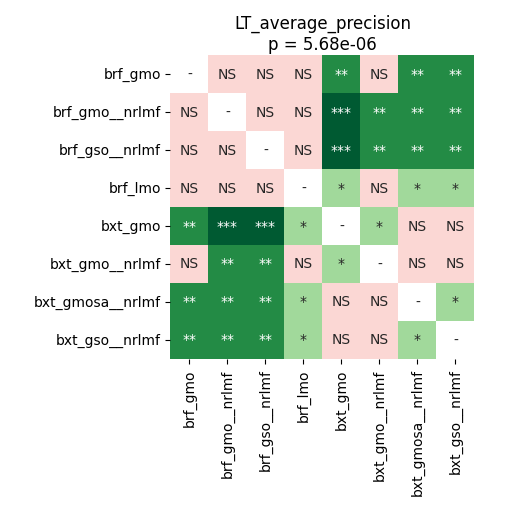 LT_average_precision
p = 5.68e-06
brf_gmo - NS NS NS ** NS ** **
brf_gmo__nrlmf NS - NS NS *** ** ** **
brf_gso__nrlmf NS NS - NS *** ** ** **
brf_lmo NS NS NS - * NS * *
bxt_gmo ** *** *** * - * NS NS
bxt_gmo__nrlmf NS ** ** NS * - NS NS
bxt_gmosa__nrlmf ** ** ** * NS NS - *
bxt_gso__nrlmf ** ** ** * NS NS * -
brf_gmo
brf_gmo__nrlmf
brf_gso__nrlmf
brf_lmo
bxt_gmo
bxt_gmo__nrlmf
bxt_gmosa__nrlmf
bxt_gso__nrlmf